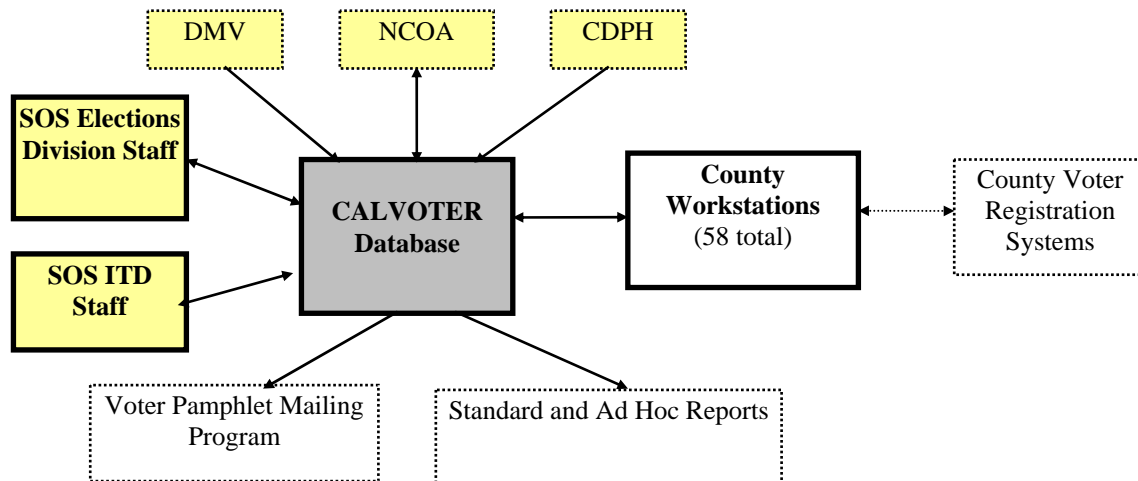 DMV
NCOA
CDPH
SOS Elections
Division Staff
CALVOTER
Database
County
Workstations
(58 total)
County Voter
Registration
Systems
SOS ITD
Staff
Voter Pamphlet Mailing
Program
Standard and Ad Hoc Reports